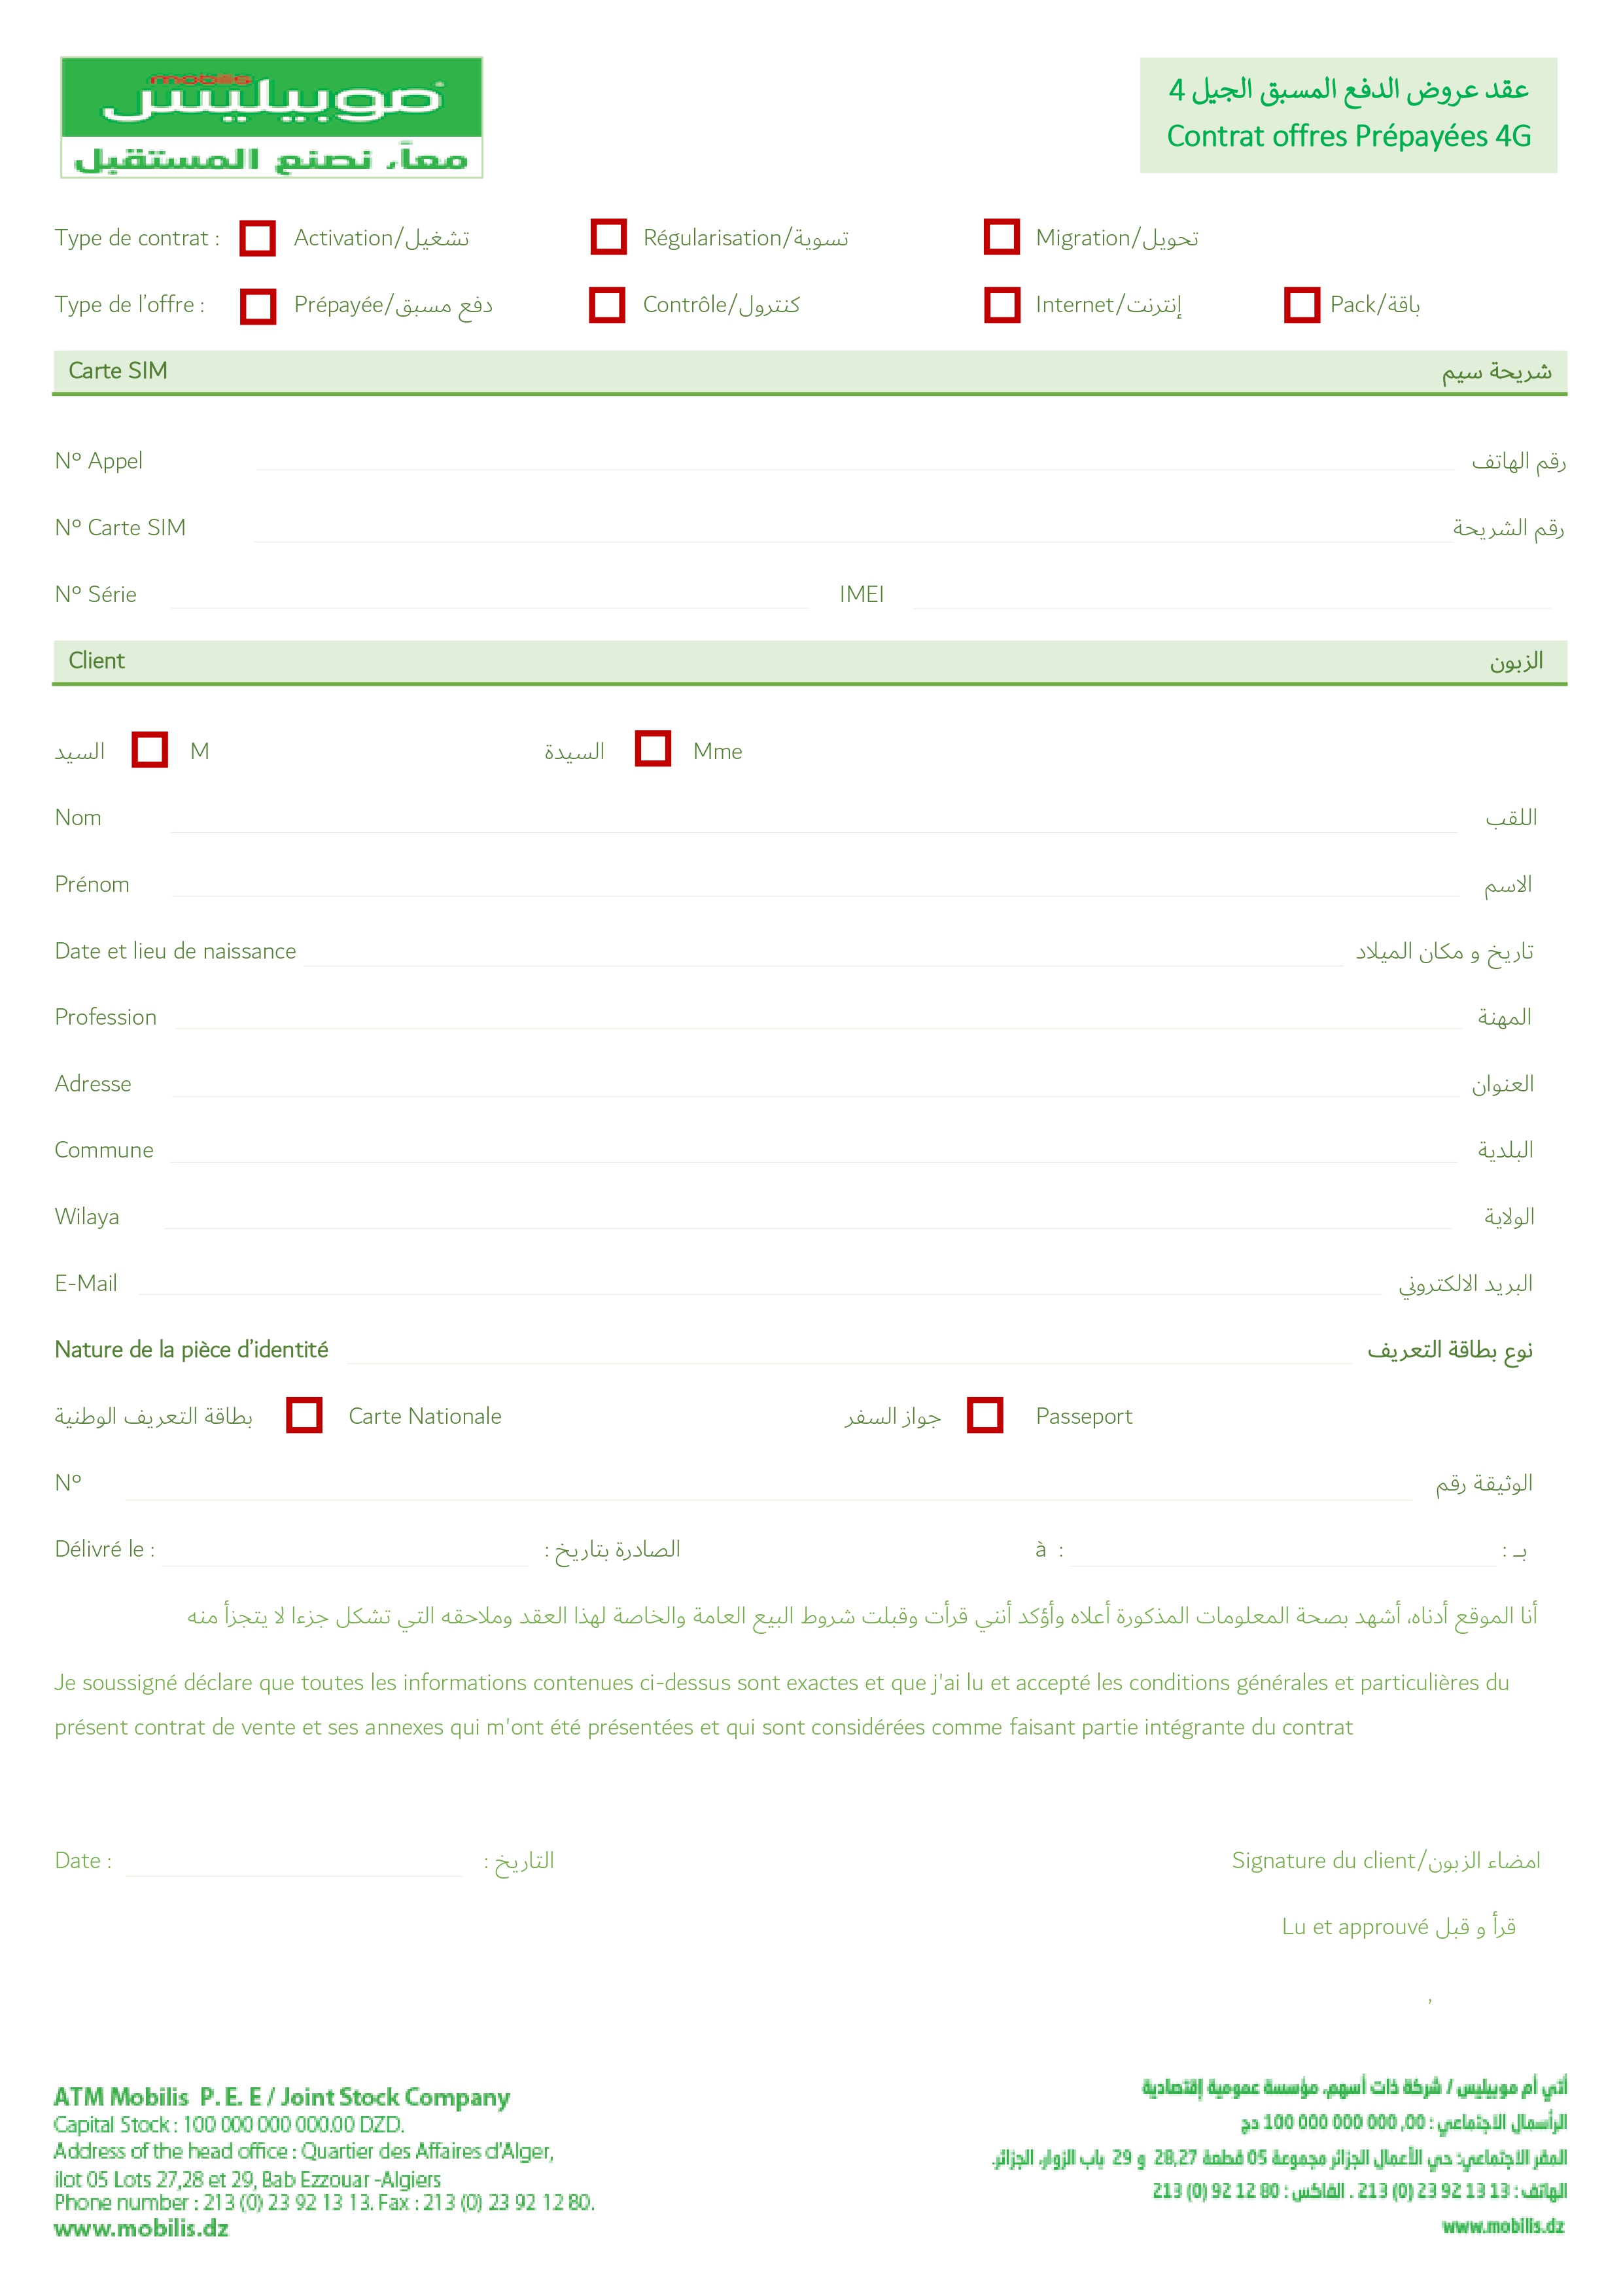 mobilis
موبيليس
معاً، نصنع المستقبل
عقد عروض الدفع المسبق الجيل 4
Contrat offres Prépayées 4G
Type de contrat : Activation/تشغيل Régularisation/تسوية Migration/تحويل
Type de l’offre : Prépayée/دفع مسبق Contrôle/كنترول Internet/إنترنت Pack/باقة
Carte SIM شريحة سيم
N° Appel رقم الهاتف
N° Carte SIM رقم الشريحة
N° Série IMEI
Client الزبون
السيد M السيدة Mme
Nom اللقب
Prénom الاسم
Date et lieu de naissance تاريخ و مكان الميلاد
Profession المهنة
Adresse العنوان
Commune البلدية
Wilaya الولاية
E-Mail البريد الالكتروني
Nature de la pièce d’identité نوع بطاقة التعريف
بطاقة التعريف الوطنية Carte Nationale جواز السفر Passeport
N° الوثيقة رقم
Délivré le : الصادرة بتاريخ : à : بـ :
أنا الموقع أدناه، أشهد بصحة المعلومات المذكورة أعلاه وأؤكد أنني قرأت وقبلت شروط البيع العامة والخاصة لهذا العقد وملاحقه التي تشكل جزءا لا يتجزأ منه
Je soussigné déclare que toutes les informations contenues ci-dessus sont exactes et que j'ai lu et accepté les conditions générales et particulières du
présent contrat de vente et ses annexes qui m'ont été présentées et qui sont considérées comme faisant partie intégrante du contrat
Date : التاريخ : Signature du client/امضاء الزبون
Lu et approuvé قرأ و قبل
,
ATM Mobilis P. E. E / Joint Stock Company
Capital Stock : 100 000 000 000.00 DZD.
Address of the head office : Quartier des Affaires d'Alger,
ilot 05 Lots 27,28 et 29, Bab Ezzouar -Algiers
Phone number : 213 (0) 23 92 13 13. Fax : 213 (0) 23 92 12 80.
www.mobilis.dz
أتي أم موبيليس / شركة ذات أسهم، مؤسسة عمومية إقتصادية
الرأسمال الاجتماعي : 00, 000 000 000 100 دج
المقر الاجتماعي: حي الأعمال الجزائر مجموعة 05 قطعة 28,27 و 29 باب الزوار، الجزائر.
الهاتف : 13 13 92 23 (0) 213 . الفاكس : 80 12 92 (0) 213
www.mobilis.dz